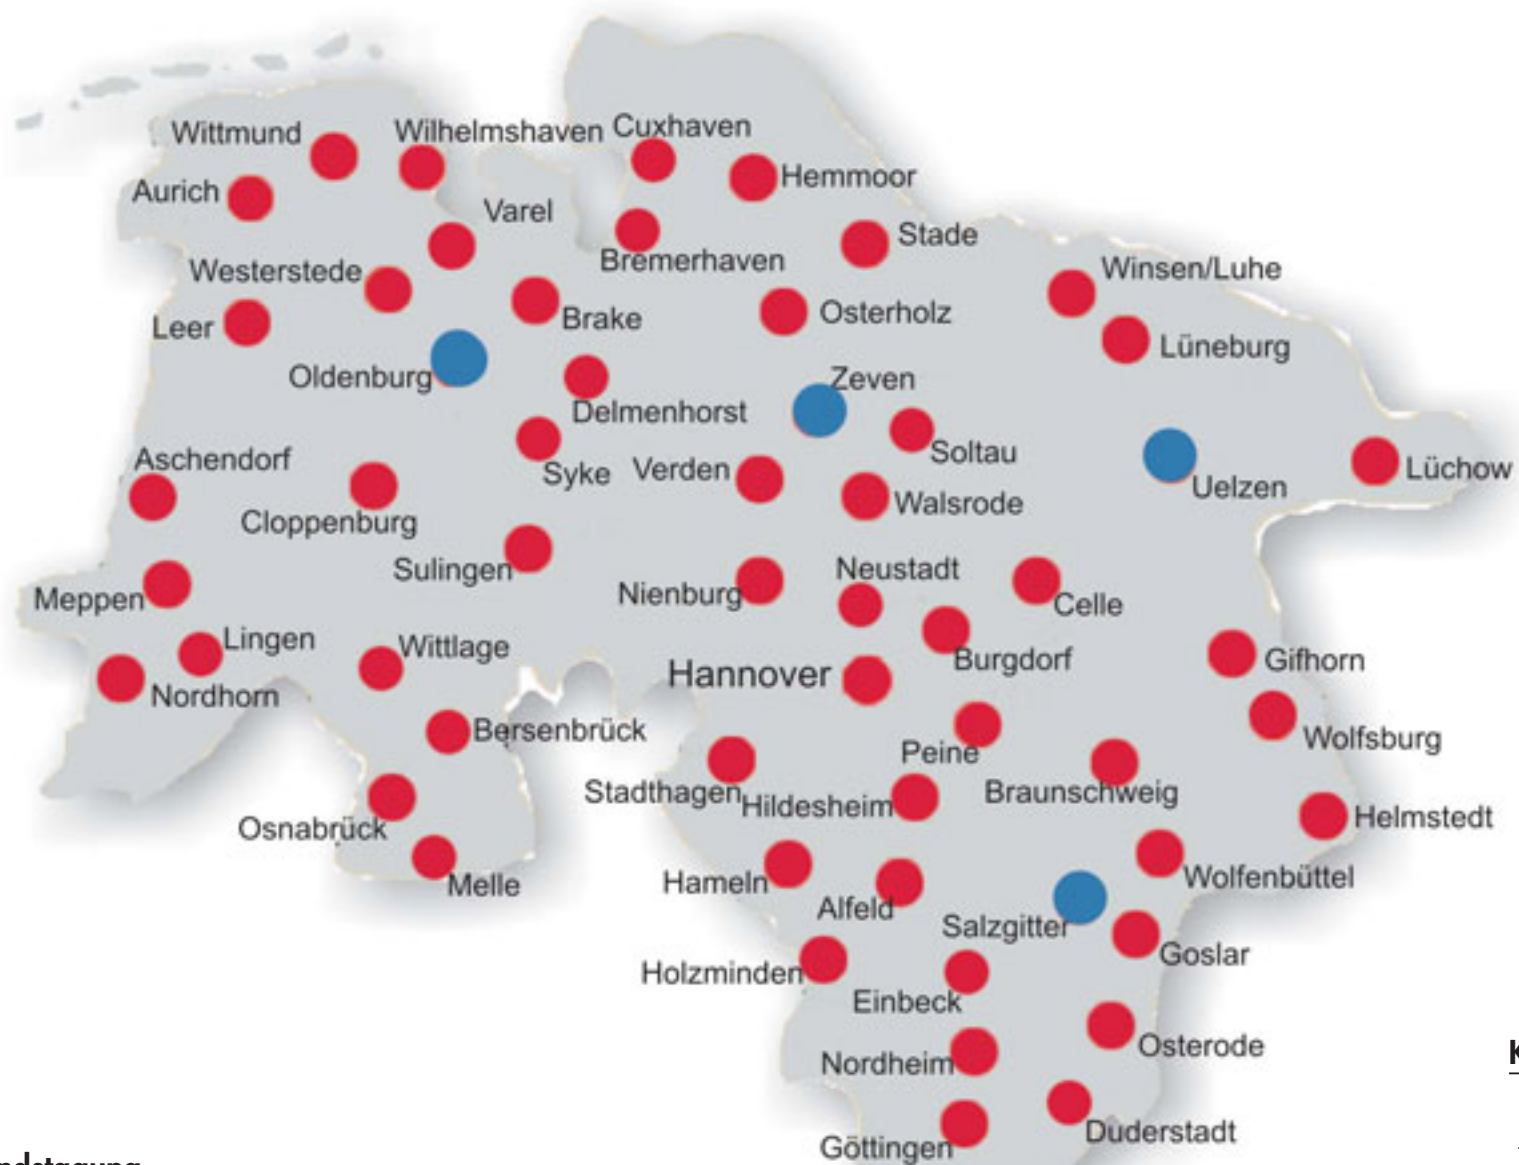 Wittmund
Wilhelmshaven
Cuxhaven
Hemmoor
Aurich
Varel
Stade
Bremerhaven
Westerstede
Winsen/Luhe
Brake
Osterholz
Leer
Lüneburg
Oldenburg
Zeven
Delmenhorst
Soltau
Aschendorf
Syke
Verden
Lüchow
Uelzen
Walsrode
Cloppenburg
Sulingen
Neustadt
Nienburg
Meppen
Celle
Lingen
Wittlage
Burgdorf
Gifhorn
Hannover
Nordhorn
Bersenbrück
Wolfsburg
Peine
Stadthagen
Braunschweig
Hildesheim
Helmstedt
Osnabrück
Wolfenbüttel
Hameln
Melle
Alfeld
Salzgitter
Goslar
Holzminden
Einbeck
Osterode
Nordheim
K
Duderstadt
Göttingen